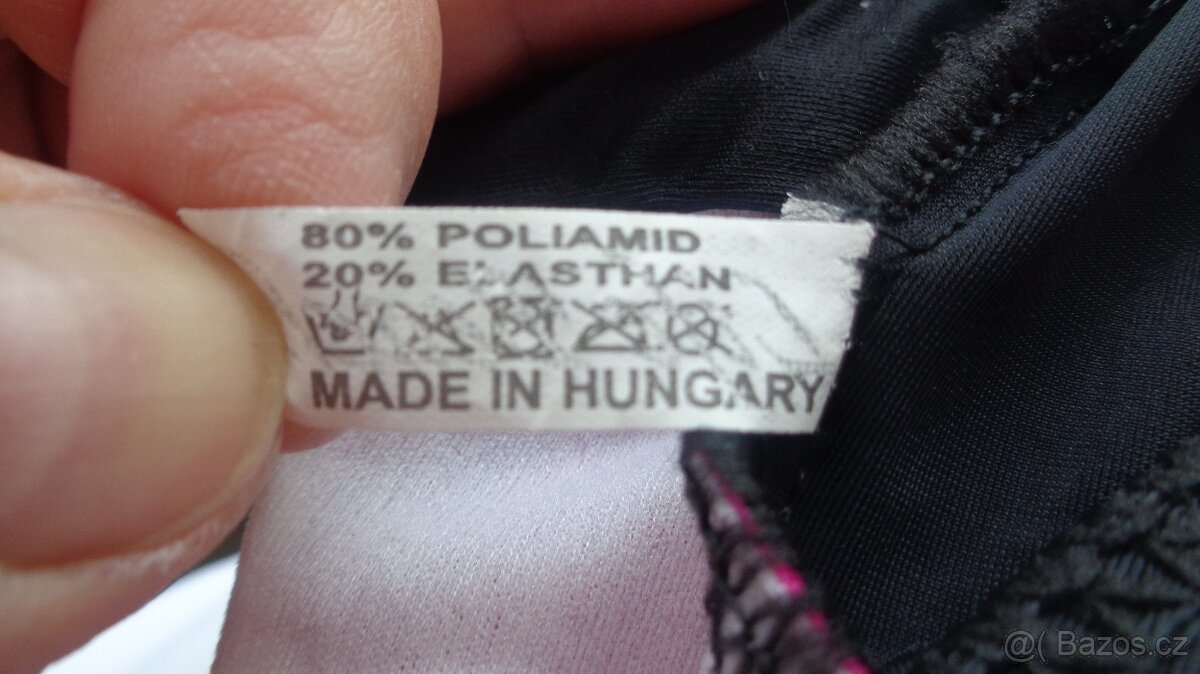 80% POLIAMID
20% ELASTHAN
MADE IN HUNGARY
@( Bazos.cz